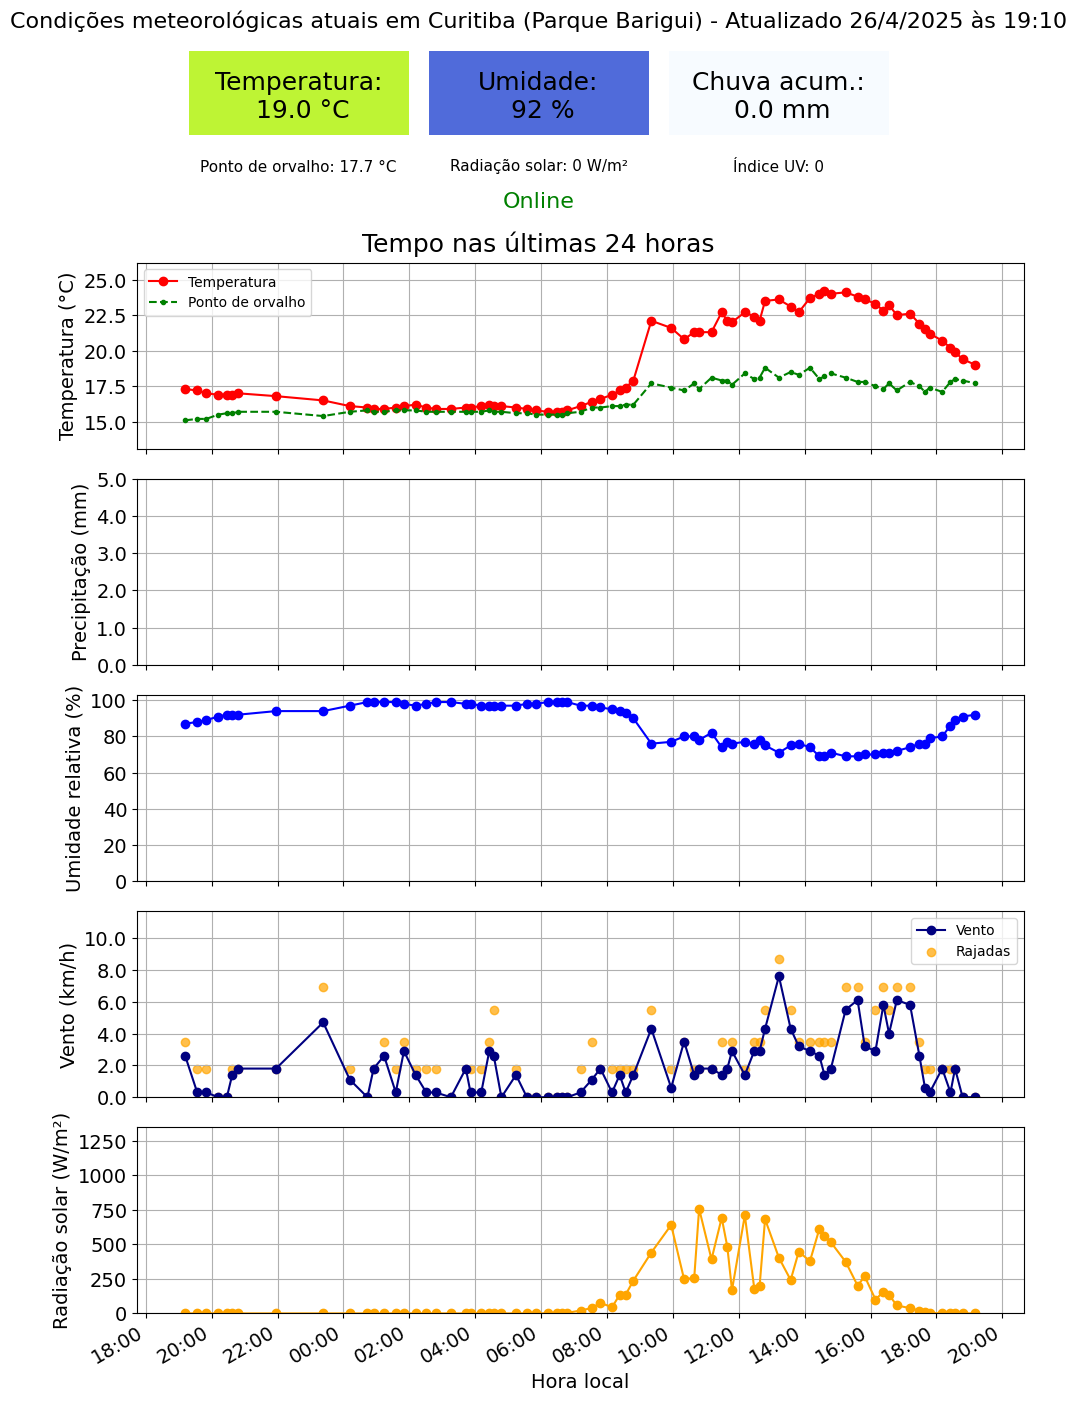 Condições meteorológicas atuais em Curitiba (Parque Barigui) - Atualizado 26/4/2025 às 19:10
Temperatura:
19.0 °C
Umidade:
92 %
Chuva acum.:
0.0 mm
Ponto de orvalho: 17.7 °C
Radiação solar: 0 W/m²
Índice UV: 0
Online
Tempo nas últimas 24 horas
Temperatura (°C)
25.0
22.5
20.0
17.5
15.0
Temperatura
Ponto de orvalho
Precipitação (mm)
5.0
4.0
3.0
2.0
1.0
0.0
Umidade relativa (%)
100
80
60
40
20
0
Vento (km/h)
10.0
8.0
6.0
4.0
2.0
0.0
Vento
Rajadas
Radiação solar (W/m²)
1250
1000
750
500
250
0
18:00
20:00
22:00
00:00
02:00
04:00
06:00
08:00
10:00
12:00
14:00
16:00
18:00
20:00
Hora local